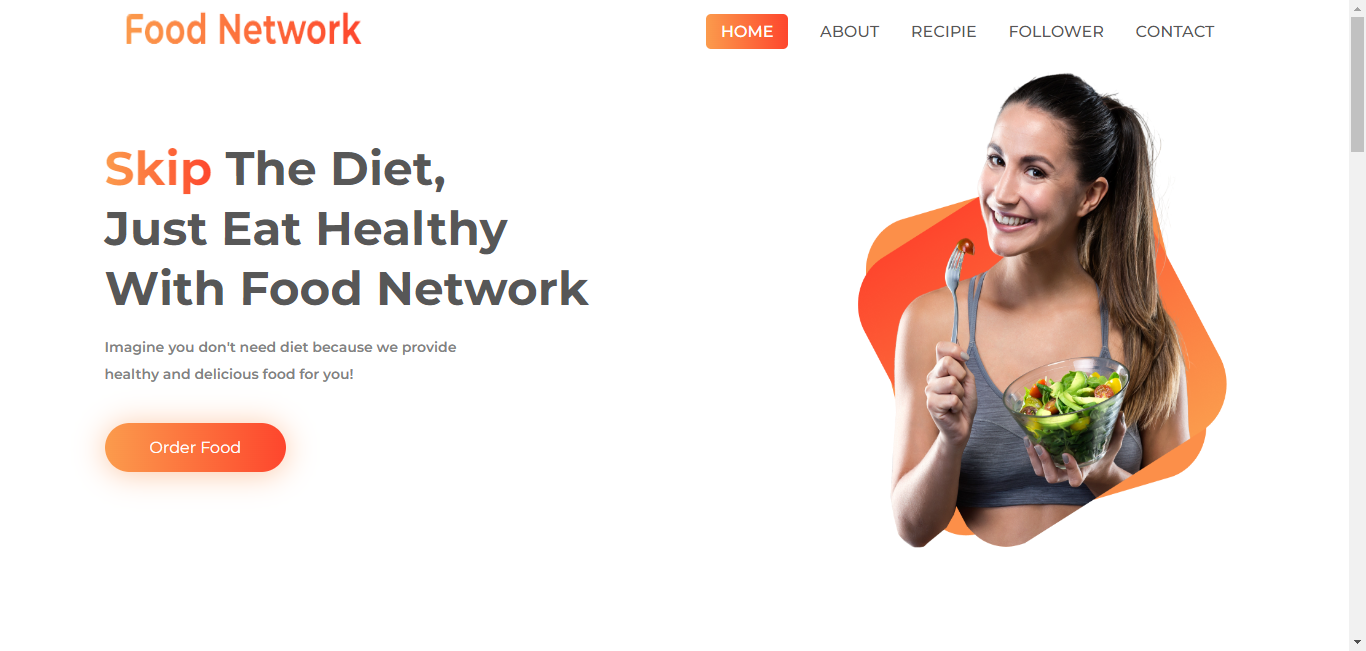 Food Network
HOME ABOUT RECIPIE FOLLOWER CONTACT
Skip The Diet,
Just Eat Healthy
With Food Network
Imagine you don't need diet because we provide
healthy and delicious food for you!
Order Food